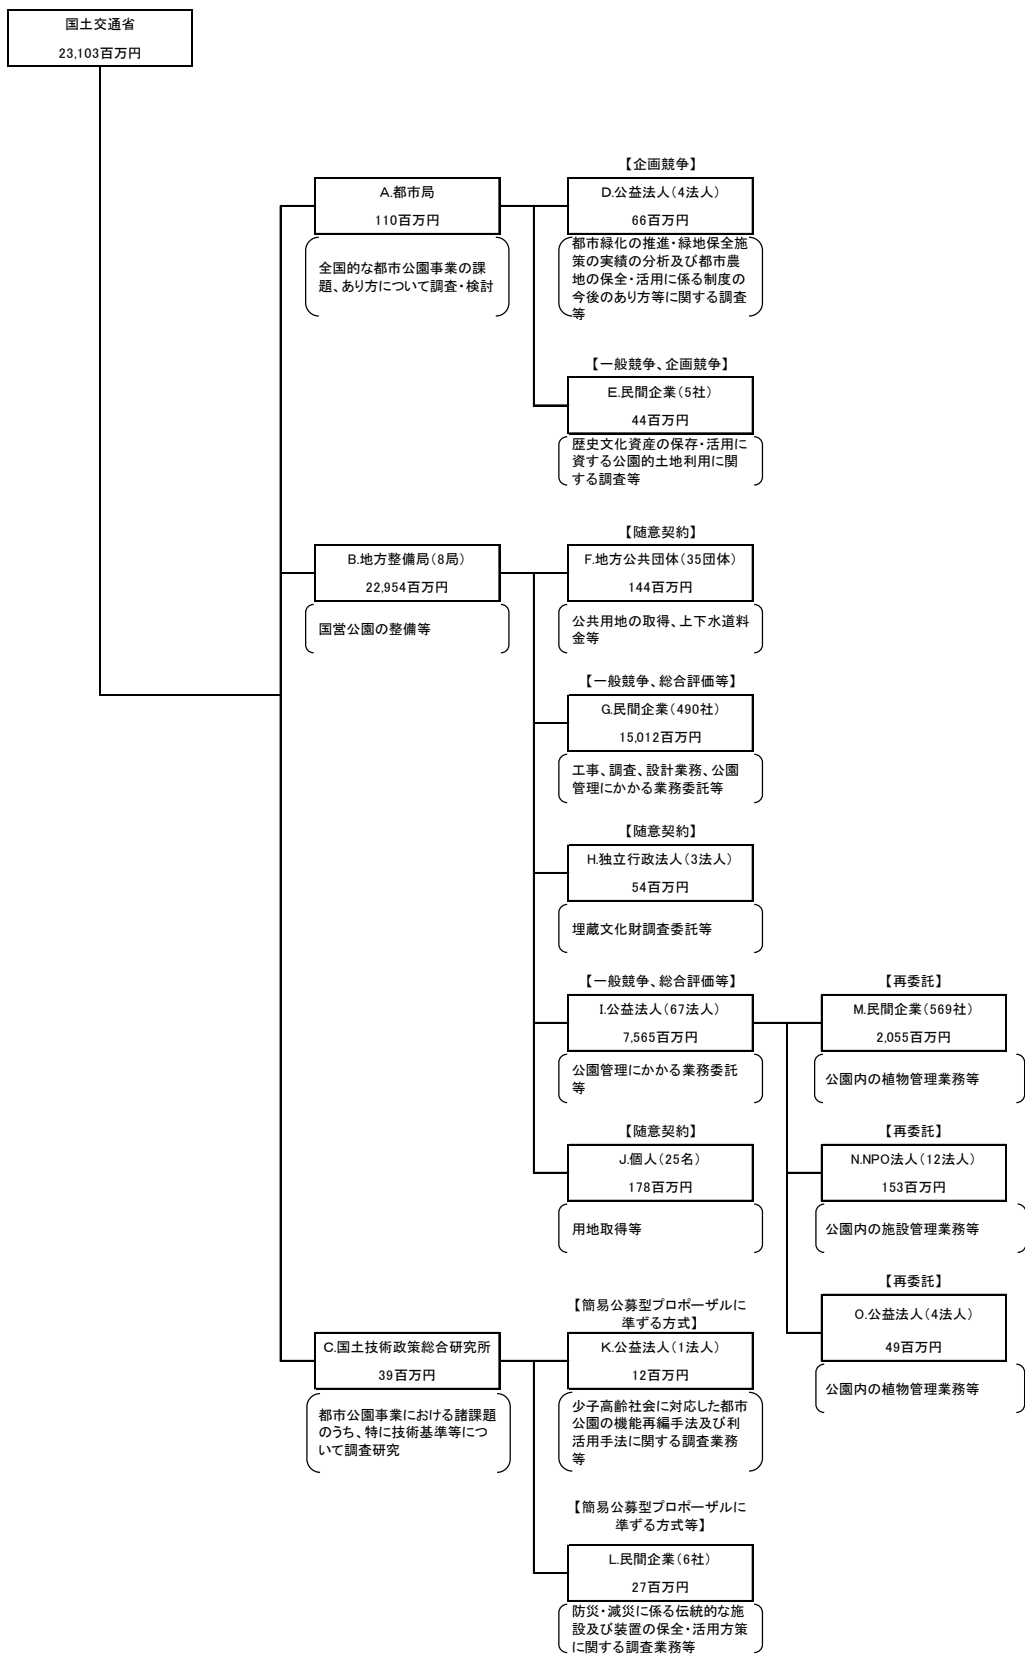 国土交通省
23,103百万円
A.都市局
110百万円
全国的な都市公園事業の課
題、あり方について調査・検討
【企画競争】
D.公益法人(4法人)
66百万円
都市緑化の推進・緑地保全施
策の実績の分析及び都市農
地の保全・活用に係る制度の
今後のあり方等に関する調査
等
【一般競争、企画競争】
E.民間企業(5社)
44百万円
歴史文化資産の保存・活用に
資する公園的土地利用に関
する調査等
B.地方整備局(8局)
22,954百万円
国営公園の整備等
【随意契約】
F.地方公共団体(35団体)
144百万円
公共用地の取得、上下水道料
金等
【一般競争、総合評価等】
G.民間企業(490社)
15,012百万円
工事、調査、設計業務、公園
管理にかかる業務委託等
【随意契約】
H.独立行政法人(3法人)
54百万円
埋蔵文化財調査委託等
【一般競争、総合評価等】
I.公益法人(67法人)
7,565百万円
公園管理にかかる業務委託
等
【再委託】
M.民間企業(569社)
2,055百万円
公園内の植物管理業務等
【随意契約】
J.個人(25名)
178百万円
用地取得等
【再委託】
N.NPO法人(12法人)
153百万円
公園内の施設管理業務等
【再委託】
O.公益法人(4法人)
49百万円
公園内の植物管理業務等
C.国土技術政策総合研究所
39百万円
都市公園事業における諸課題
のうち、特に技術基準等につ
いて調査研究
【簡易公募型プロポーザルに
準ずる方式】
K.公益法人(1法人)
12百万円
少子高齢社会に対応した都市
公園の機能再編手法及び利
活用手法に関する調査業務
等
【簡易公募型プロポーザルに
準ずる方式等】
L.民間企業(6社)
27百万円
防災・減災に係る伝統的な施
設及び装置の保全・活用方策
に関する調査業務等